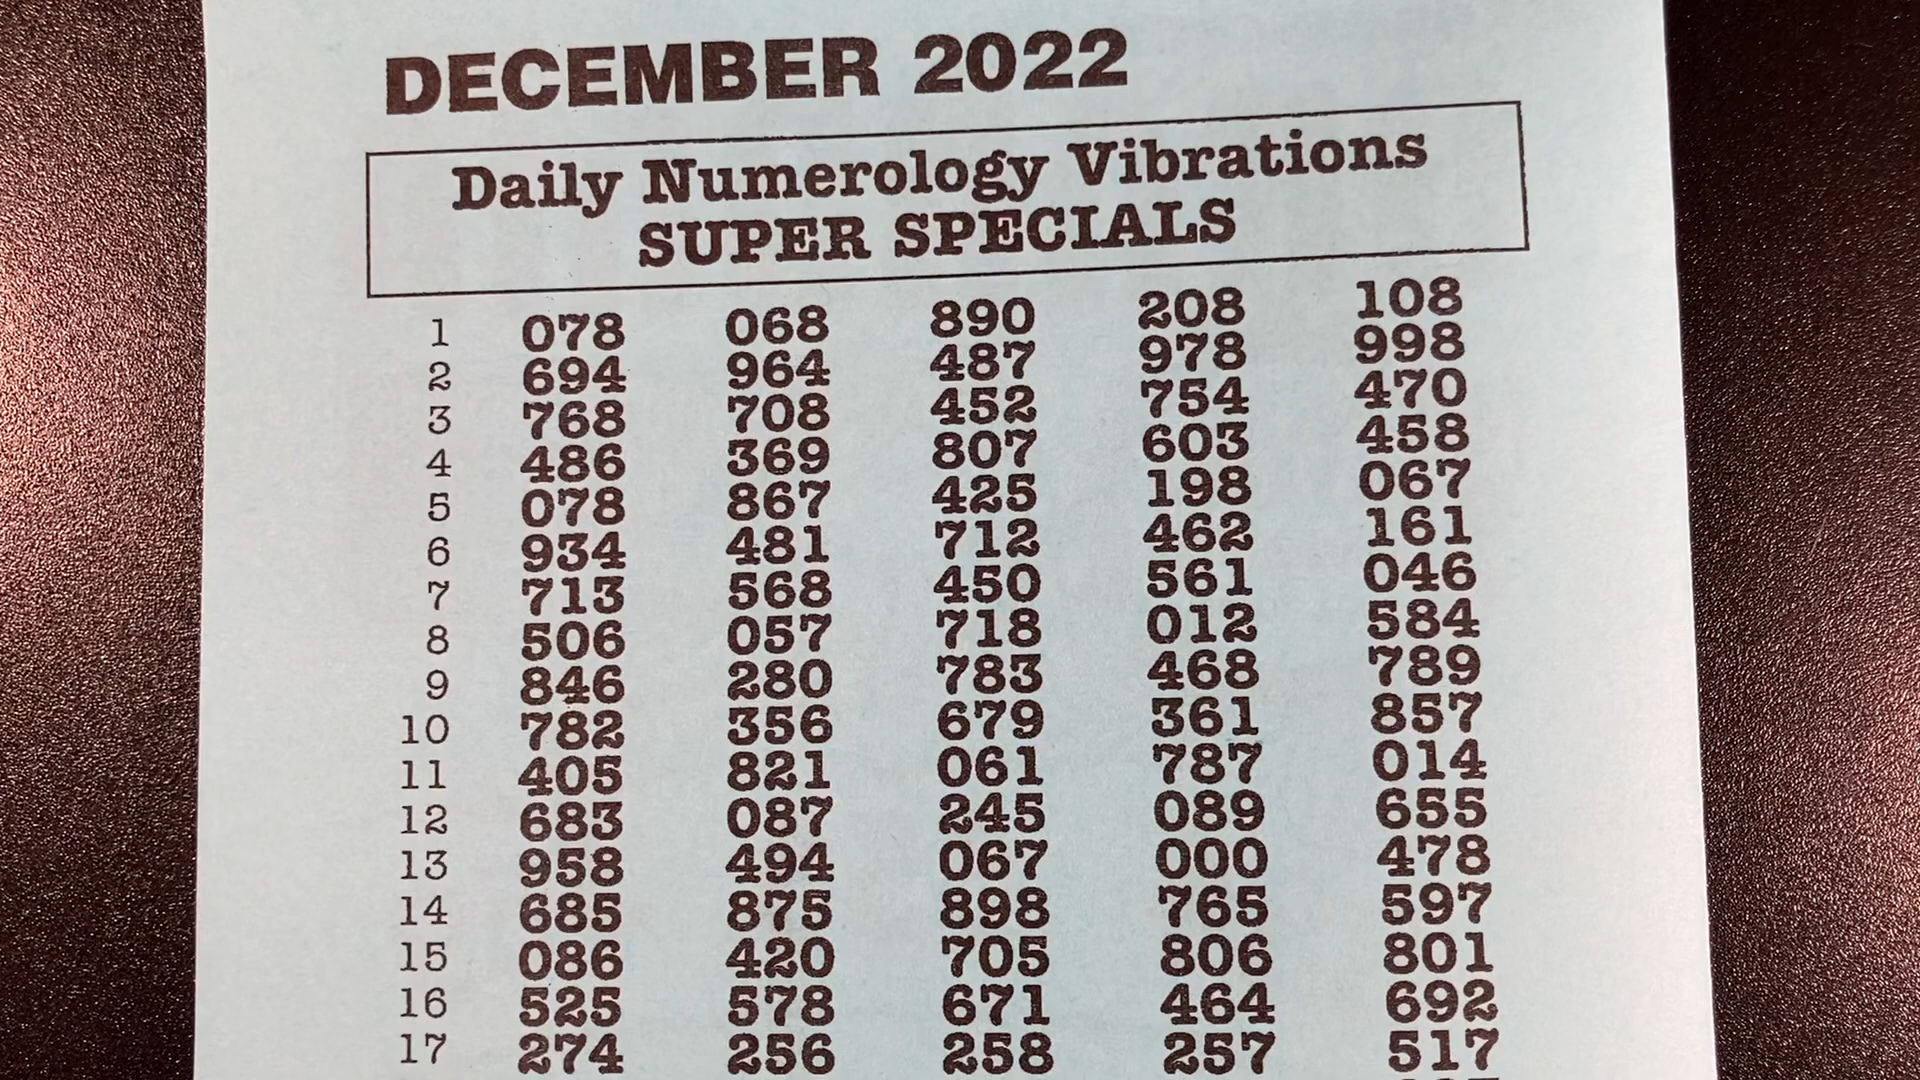 DECEMBER 2022
Daily Numerology Vibrations
SUPER SPECIALS
1 078 068 890 208 108
2 694 964 487 978 998
3 768 708 452 754 470
4 486 369 807 603 458
5 078 867 425 198 067
6 934 481 712 462 161
7 713 568 450 561 046
8 506 057 718 012 584
9 846 280 783 468 789
10 782 356 679 361 857
11 405 821 061 787 014
12 683 087 245 089 655
13 958 494 067 000 478
14 685 875 898 765 597
15 086 420 705 806 801
16 525 578 671 464 692
17 274 256 258 257 517